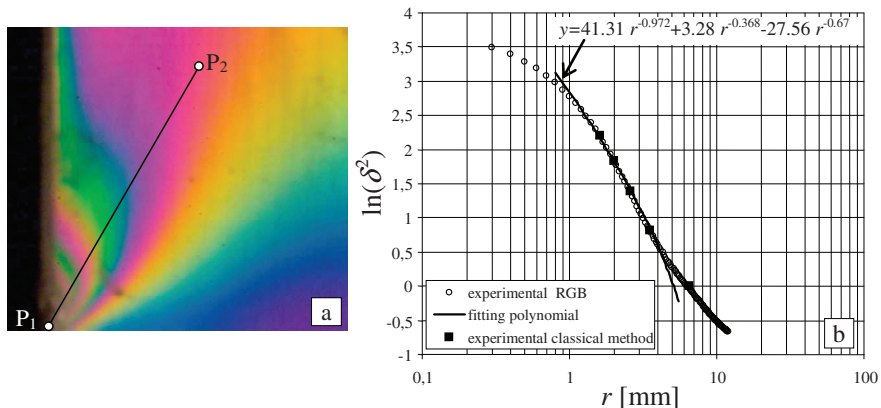 P₂
P₁
a
ln(δ²)
4
3,5
3
2,5
2
1,5
1
0,5
0
-0,5
-1
y=41.31 r^-0.972+3.28 r^-0.368-27.56 r^-0.67
experimental RGB
fitting polynomial
experimental classical method
b
0,1
1
10
100
r [mm]